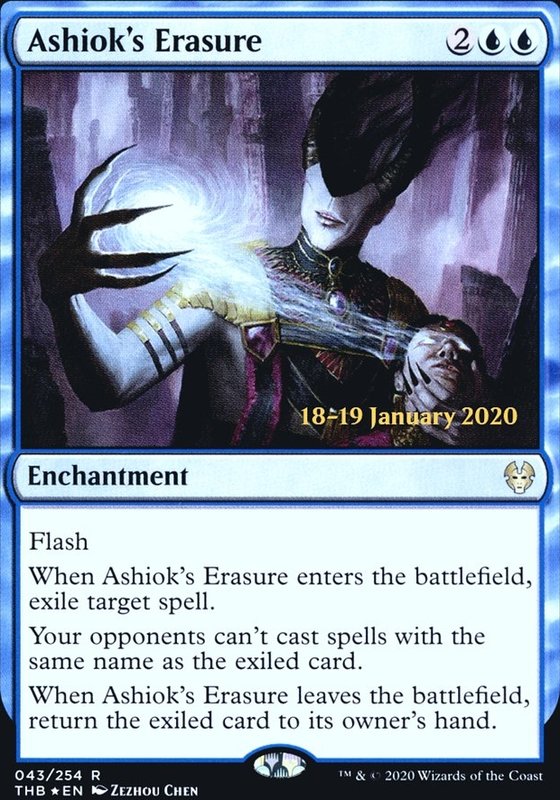 Ashiok's Erasure 2
18-19 January 2020
Enchantment
Flash
When Ashiok's Erasure enters the battlefield,
exile target spell.
Your opponents can't cast spells with the
same name as the exiled card.
When Ashiok's Erasure leaves the battlefield,
return the exiled card to its owner's hand.
043/254 R
THB ★ EN Zezhou Chen
™ & © 2020 Wizards of the Coast